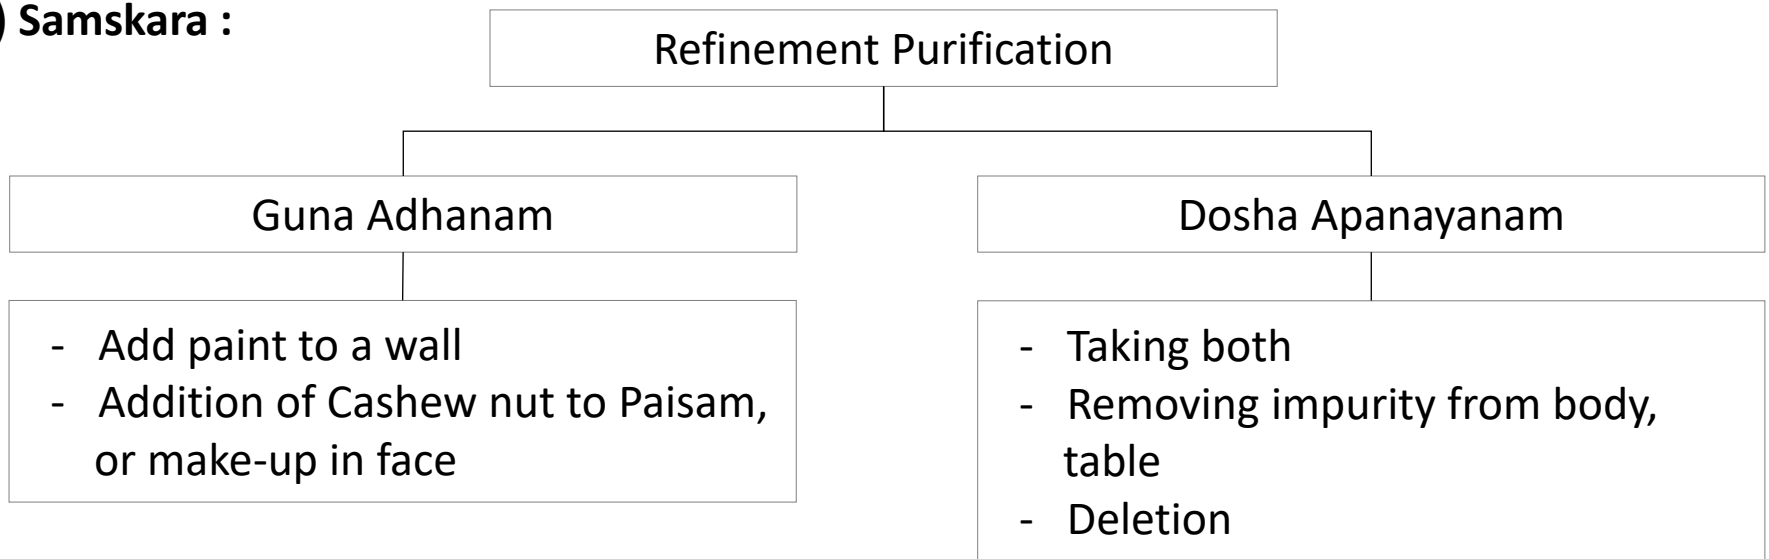 ) Samskara :
Refinement Purification
Guna Adhanam
Dosha Apanayanam
- Add paint to a wall
- Addition of Cashew nut to Paisam,
or make-up in face
- Taking both
- Removing impurity from body,
table
- Deletion